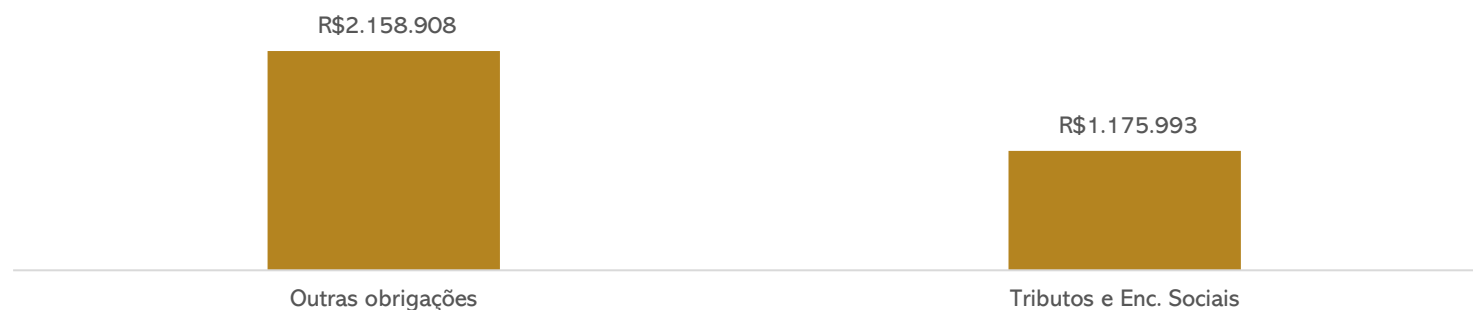 R$2.158.908
R$1.175.993
Outras obrigações
Tributos e Enc. Sociais